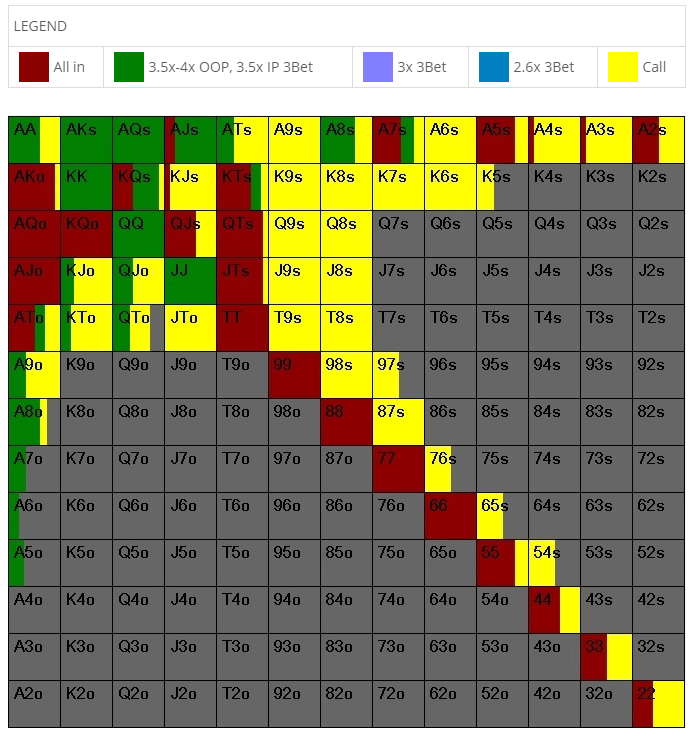 LEGEND
All in 3.5x-4x OOP, 3.5x IP 3Bet 3x 3Bet 2.6x 3Bet Call
AA AKs AQs AJs ATs A9s A8s A7s A6s A5s A4s A3s A2s
AKo KK KQs KJs KTs K9s K8s K7s K6s K5s K4s K3s K2s
AQo KQo QQ QJs QTs Q9s Q8s Q7s Q6s Q5s Q4s Q3s Q2s
AJo KJo QJo JJ JTs J9s J8s J7s J6s J5s J4s J3s J2s
ATo KTo QTo JTo TT T9s T8s T7s T6s T5s T4s T3s T2s
A9o K9o Q9o J9o T9o 99 98s 97s 96s 95s 94s 93s 92s
A8o K8o Q8o J8o T8o 98o 88 87s 86s 85s 84s 83s 82s
A7o K7o Q7o J7o T7o 97o 87o 77 76s 75s 74s 73s 72s
A6o K6o Q6o J6o T6o 96o 86o 76o 66 65s 64s 63s 62s
A5o K5o Q5o J5o T5o 95o 85o 75o 65o 55 54s 53s 52s
A4o K4o Q4o J4o T4o 94o 84o 74o 64o 54o 44 43s 42s
A3o K3o Q3o J3o T3o 93o 83o 73o 63o 53o 43o 33 32s
A2o K2o Q2o J2o T2o 92o 82o 72o 62o 52o 42o 32o 22